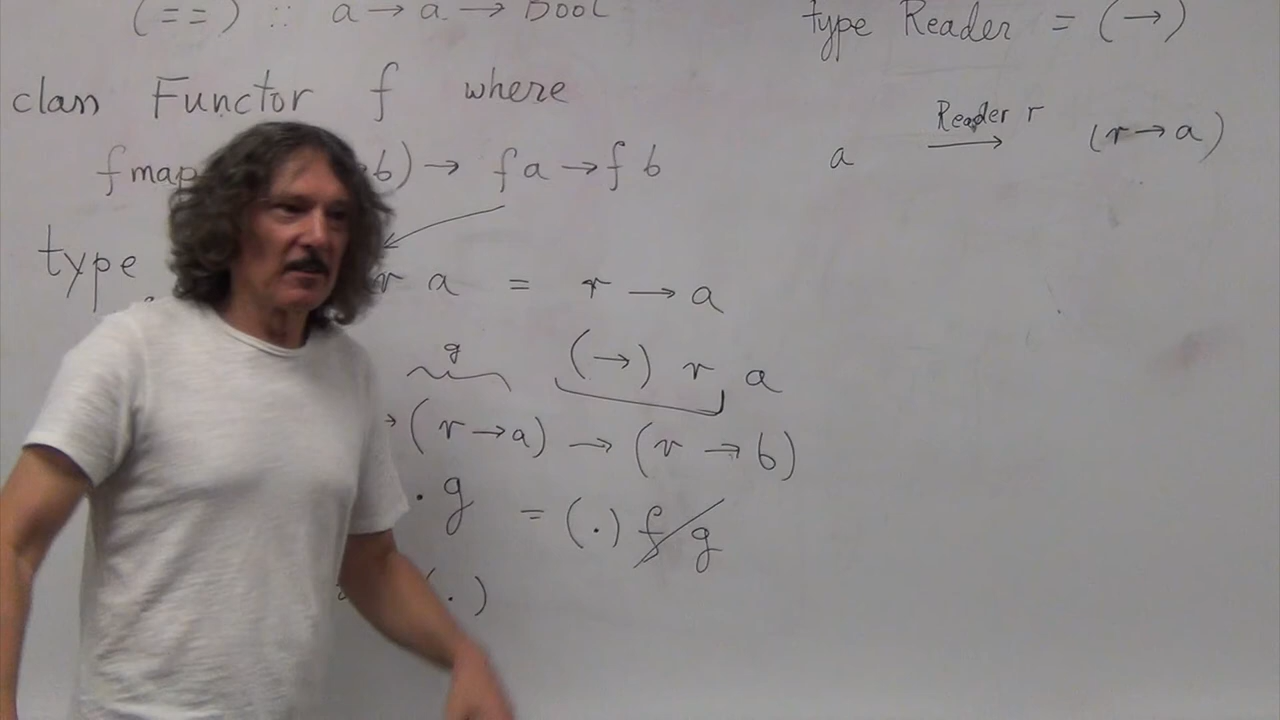 (==) :: a → a → Bool
type Reader = (→)
class Functor f where
fmap b) → f a → f b
a Reader r → (r → a)
type r a = r → a
g
(→) r a
→ (r → a) → (r → b)
. g = (.) f g
(.)